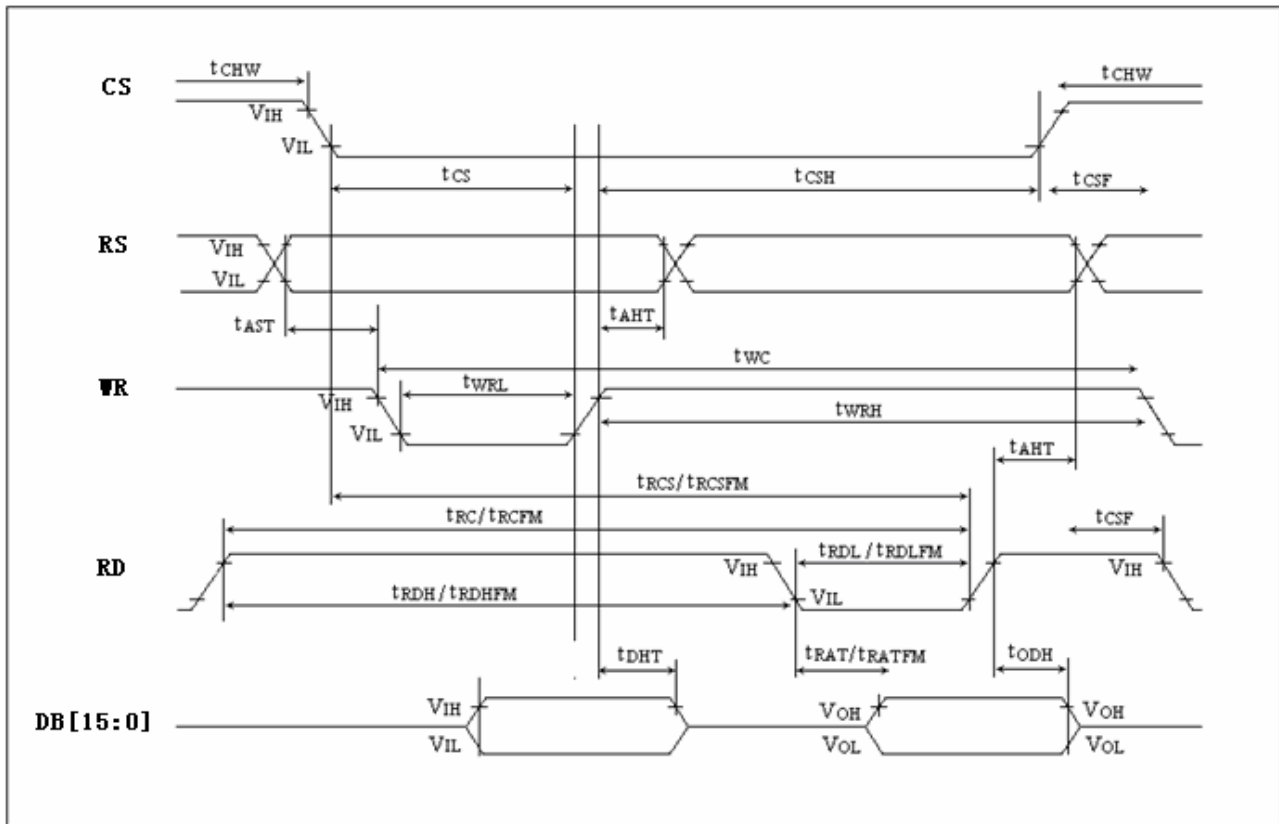 tCHW tCHW
CS
VIH
VIL
tCS tCSH tCSF
RS
VIH
VIL
tAST tAHT
tWC
WR
tWRL
VIH
tWRH
VIL
tAHT
tRCS/tRCSFM
tRC/tRCFM tCSF
RD
tRDL/tRDLFM
VIH VIH
tRDH/tRDHFM VIL
tDHT tRAT/tRATFM tODH
VIH VOH VOH
DB[15:0]
VIL VOL VOL